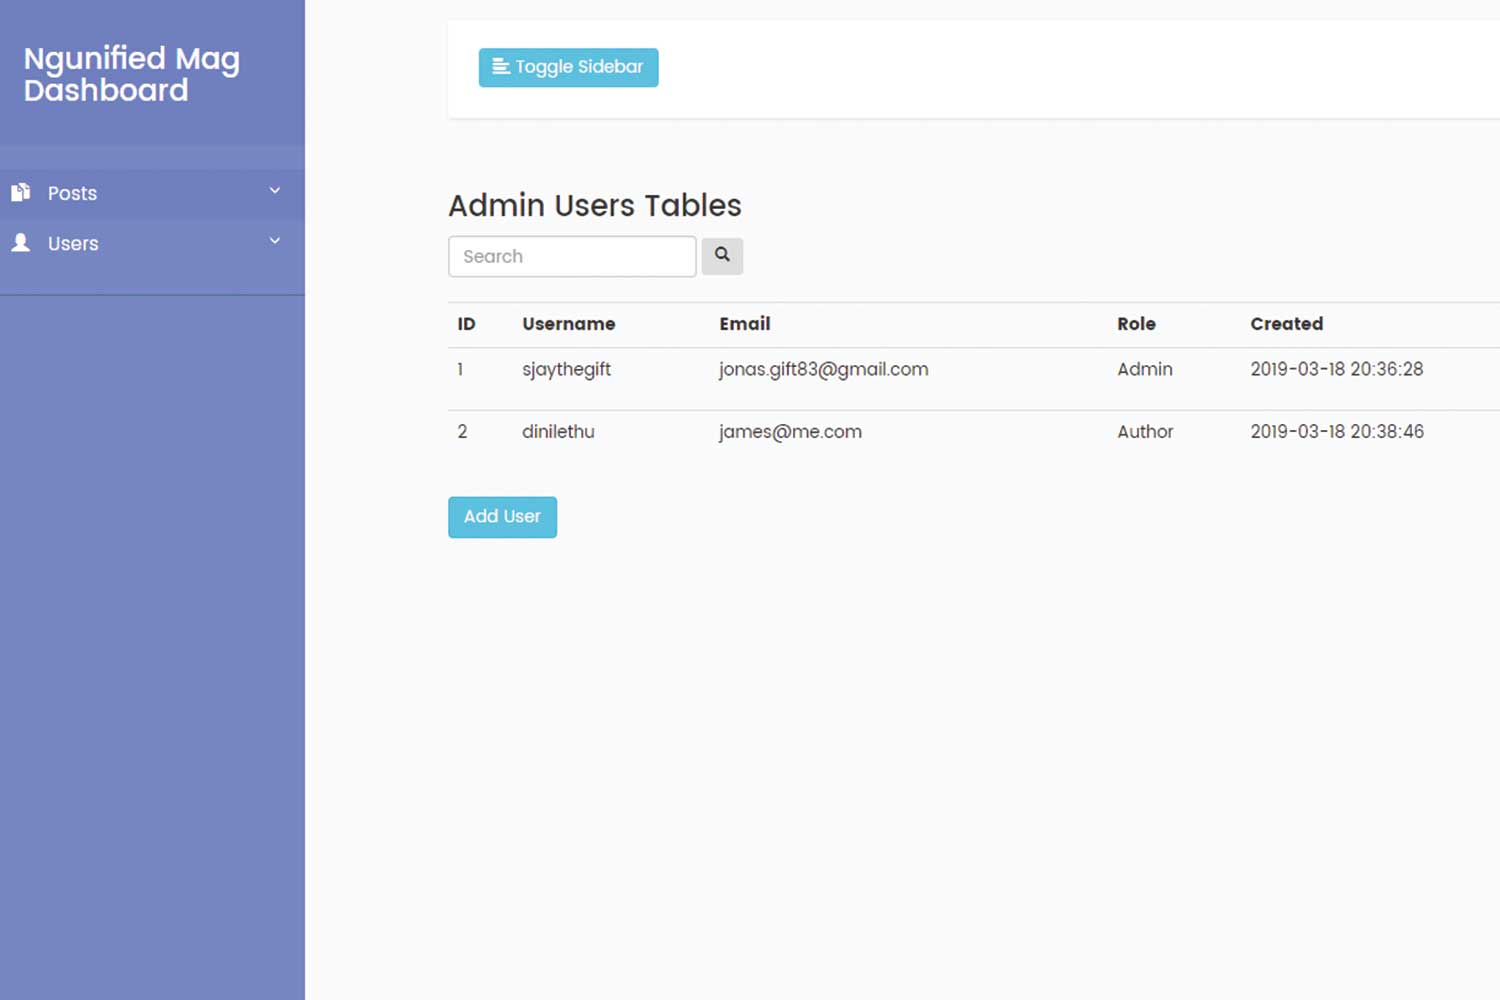 Ngunified Mag
Dashboard
Toggle Sidebar
Posts
Users
Admin Users Tables
Search
ID Username Email Role Created
1 sjaythegift jonas.gift83@gmail.com Admin 2019-03-18 20:36:28
2 dinilethu james@me.com Author 2019-03-18 20:38:46
Add User